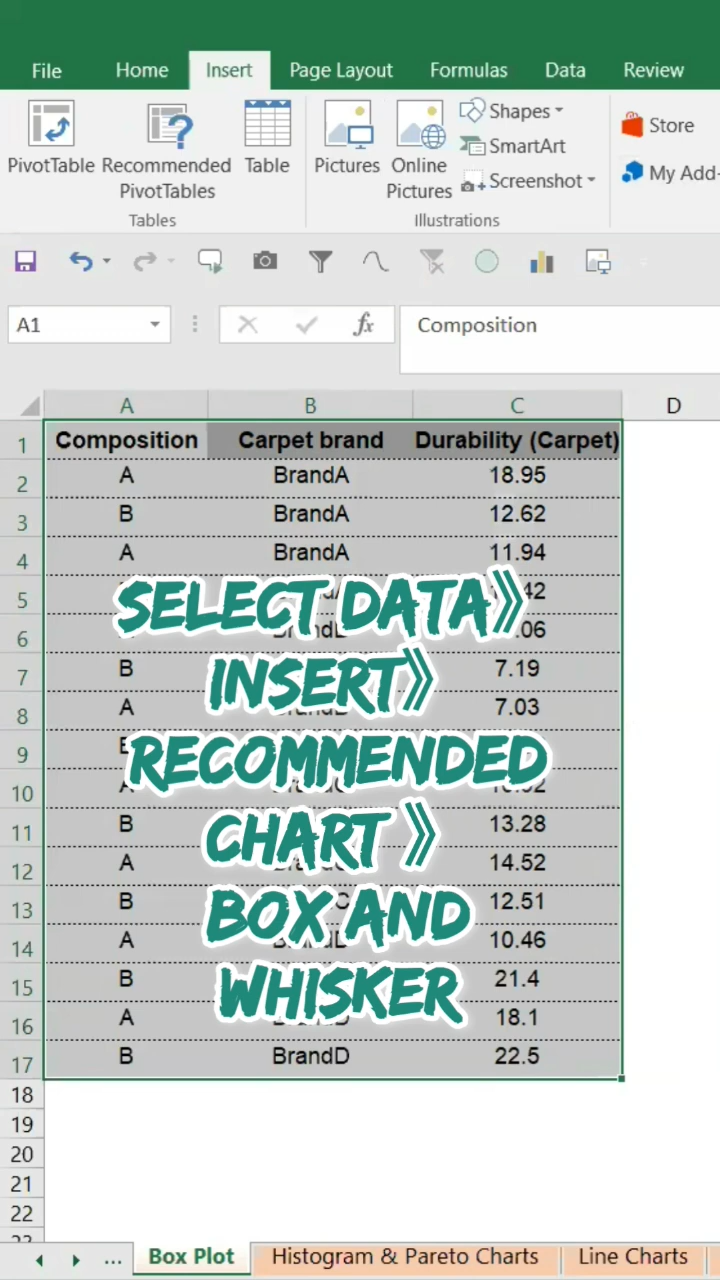 File Home Insert Page Layout Formulas Data Review
PivotTable Recommended PivotTables Table Pictures Online Pictures Shapes SmartArt Screenshot Store
Tables Illustrations
A1 fx Composition
A B C D
1 Composition Carpet brand Durability (Carpet)
2 A BrandA 18.95
3 B BrandA 12.62
4 A BrandA 11.94
5
SELECT DATA》
6
INSERT》
7 B 7.19
8 A 7.03
9
RECOMMENDED
10
CHART 》
11 B 13.28
12 A 14.52
BOX AND
13 B 12.51
14 A 10.46
WHISKER
15 B 21.4
16 A 18.1
17 B BrandD 22.5
18
19
20
21
22
... Box Plot Histogram & Pareto Charts Line Charts